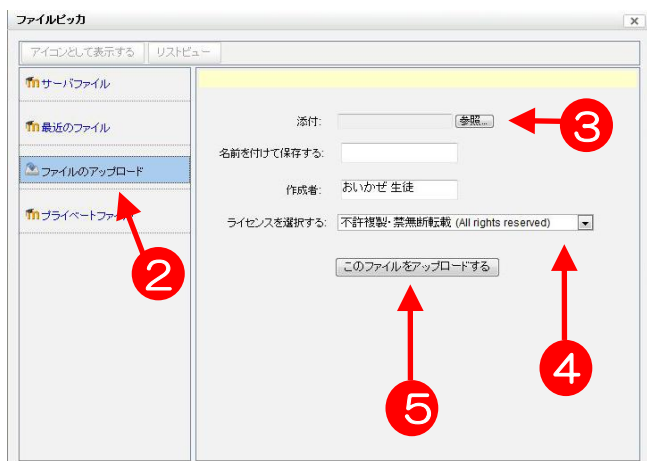 ファイルピッカ
アイコンとして表示する リストビュー
サーバファイル
最近のファイル
ファイルのアップロード
プライベートファイル
添付: 参照...
名前を付けて保存する:
作成者: おいかぜ 生徒
ライセンスを選択する: 不許複製・禁無断転載 (All rights reserved)
このファイルをアップロードする
2
3
4
5